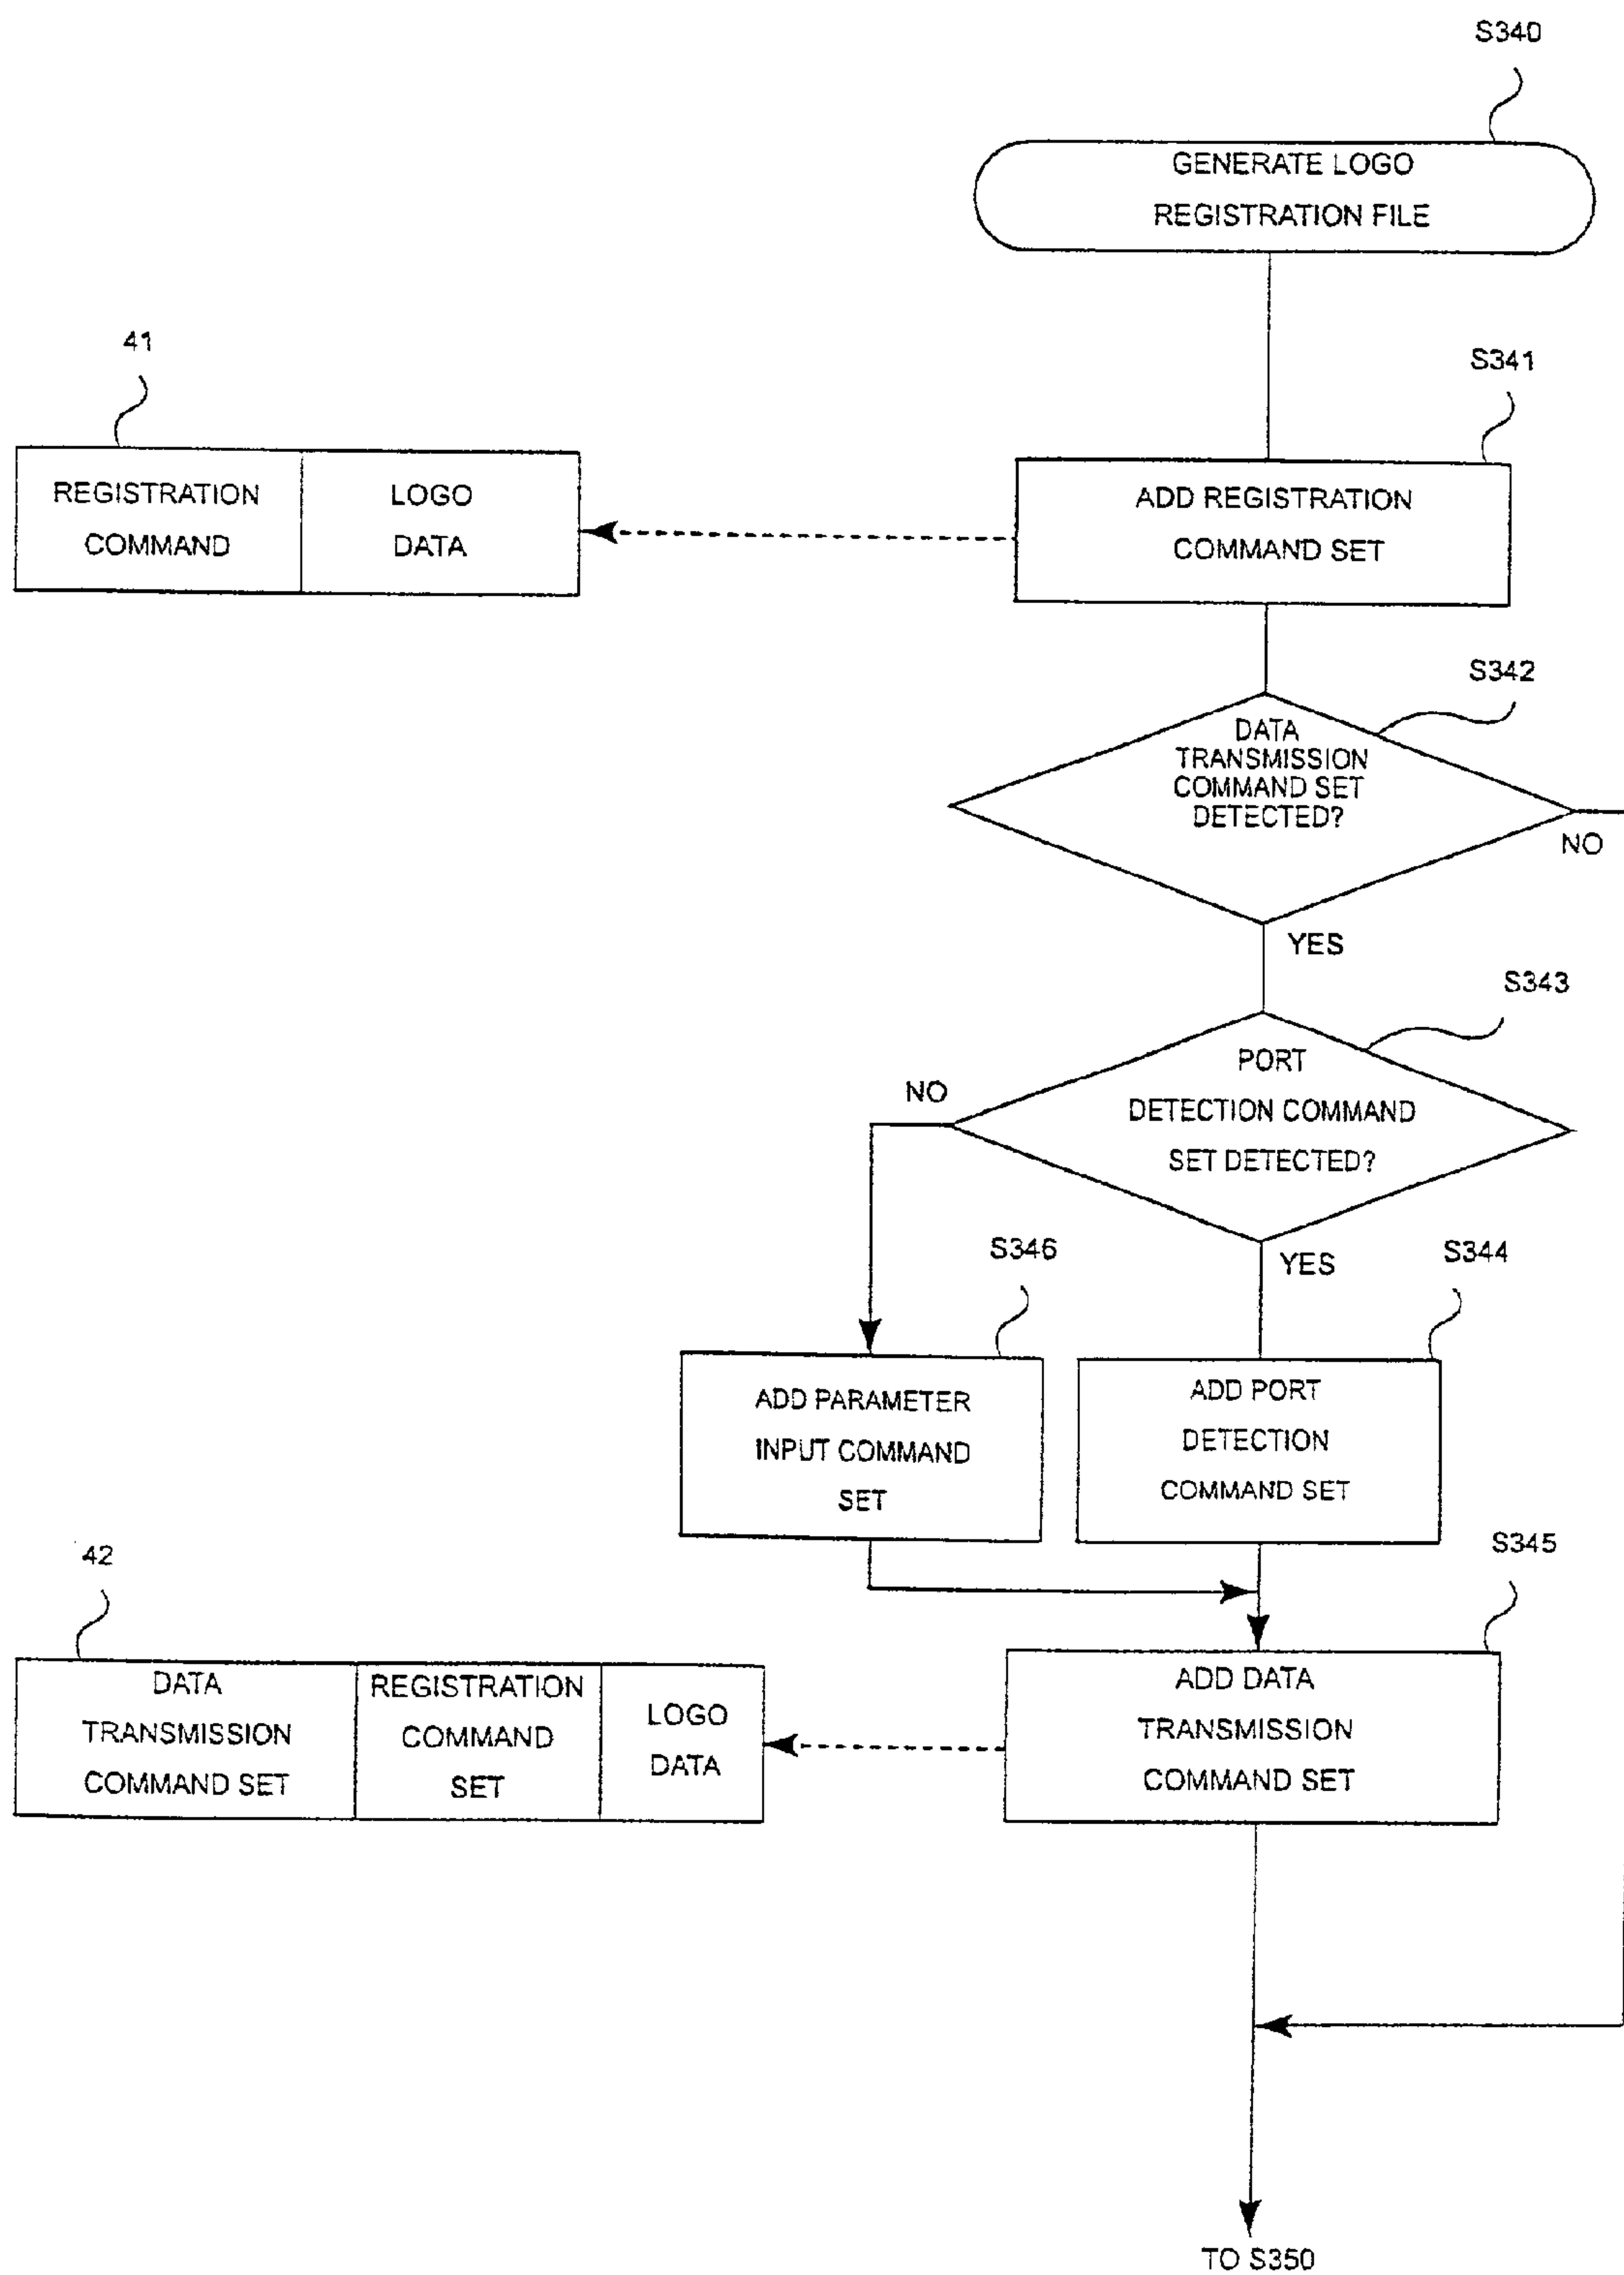 S340
GENERATE LOGO
REGISTRATION FILE
41
S341
REGISTRATION
COMMAND
LOGO
DATA
ADD REGISTRATION
COMMAND SET
S342
DATA
TRANSMISSION
COMMAND SET
DETECTED?
NO
YES
S343
PORT
DETECTION COMMAND
SET DETECTED?
NO
YES
S346
S344
ADD PARAMETER
INPUT COMMAND
SET
ADD PORT
DETECTION
COMMAND SET
42
S345
DATA
TRANSMISSION
COMMAND SET
REGISTRATION
COMMAND
SET
LOGO
DATA
ADD DATA
TRANSMISSION
COMMAND SET
TO S350